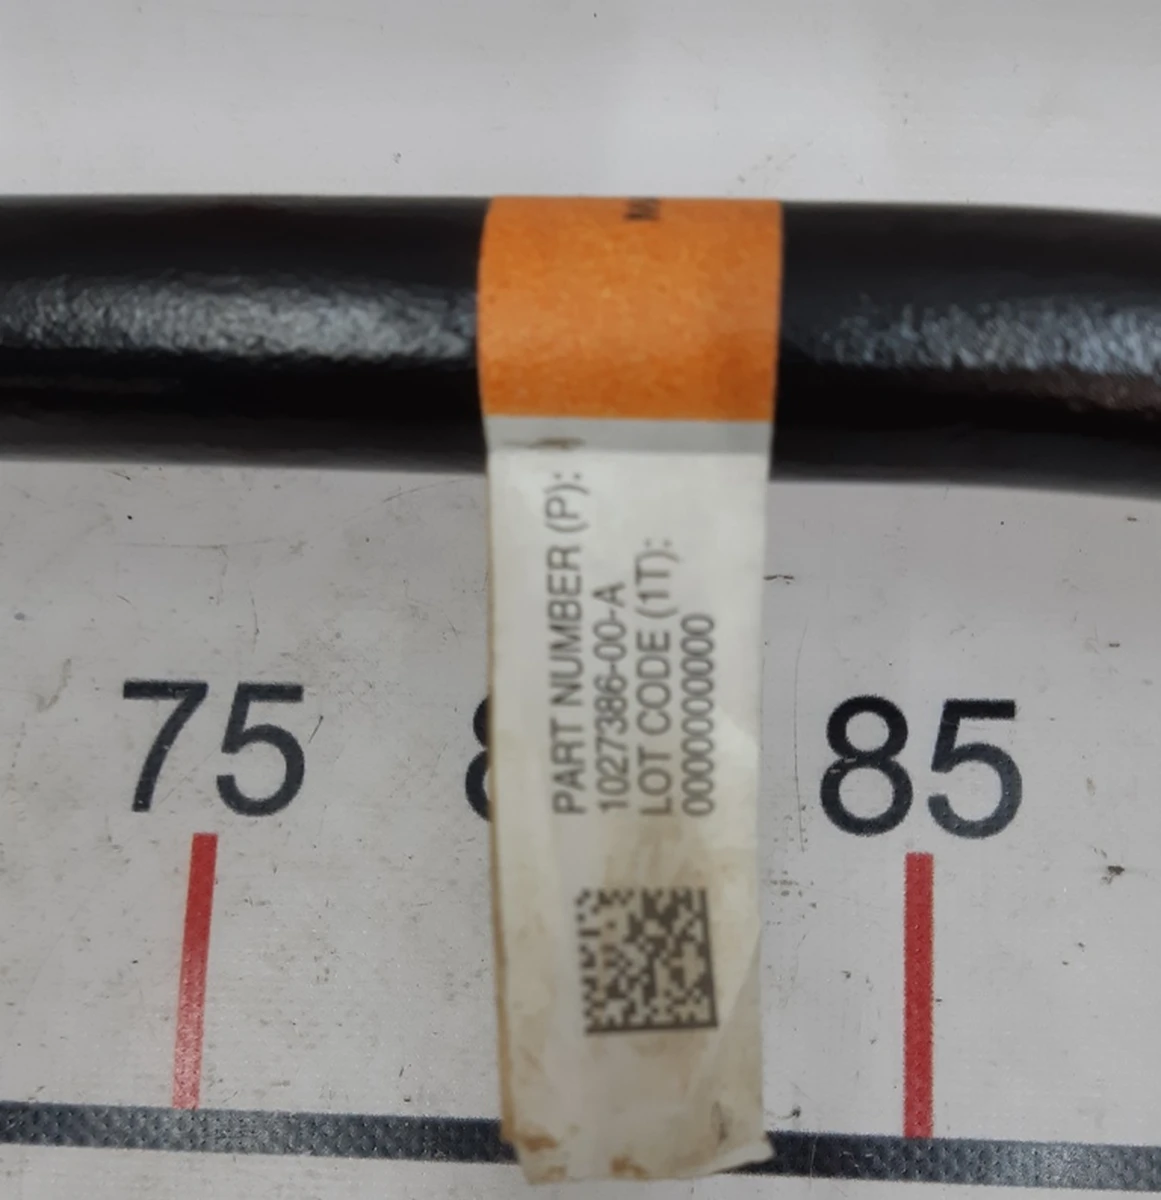 PART NUMBER (P):
1027386-00-A
LOT CODE (1T):
0000000000
75
85